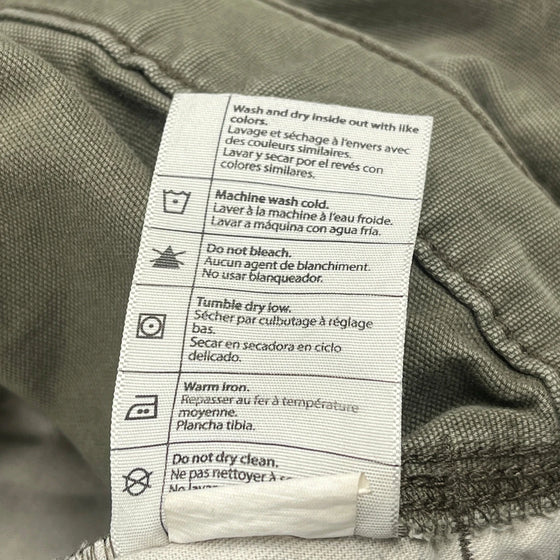 Wash and dry inside out with like
colors.
Lavage et séchage à l'envers avec
des couleurs similaires.
Lavar y secar por el revés con
colores similares.
Machine wash cold.
Laver à la machine à l'eau froide.
Lavar a máquina con agua fría.
Do not bleach.
Aucun agent de blanchiment.
No usar blanqueador.
Tumble dry low.
Sécher par culbutage à réglage
bas.
Secar en secadora en ciclo
delicado.
Warm iron.
Repasser au fer à température
moyenne.
Plancha tibia.
Do not dry clean.
Ne pas nettoyer à
No